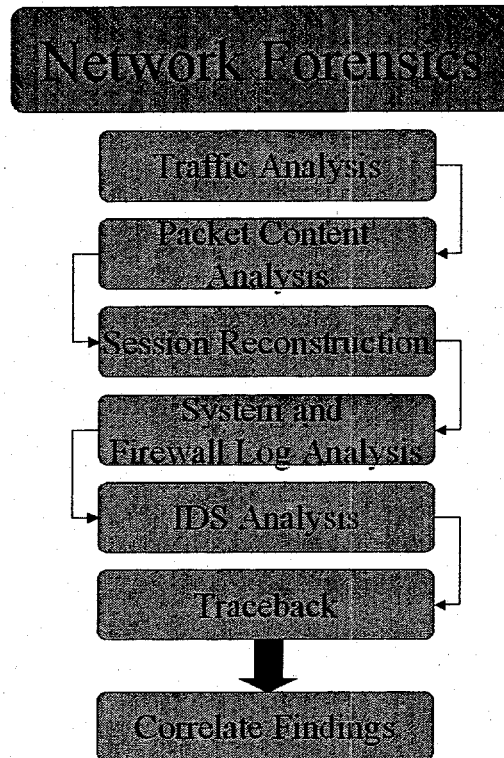 Network Forensics
Traffic Analysis
Packet Content
Analysis
Session Reconstruction
System and
Firewall Log Analysis
IDS Analysis
Traceback
Correlate Findings